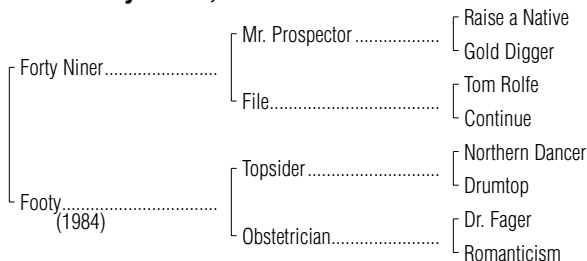 Raise a Native
Mr. Prospector ..................
Gold Digger
Forty Niner........................
Tom Rolfe
File.....................................
Continue
Northern Dancer
Topsider ............................
Drumtop
Footy.................................
(1984)
Dr. Fager
Obstetrician.......................
Romanticism